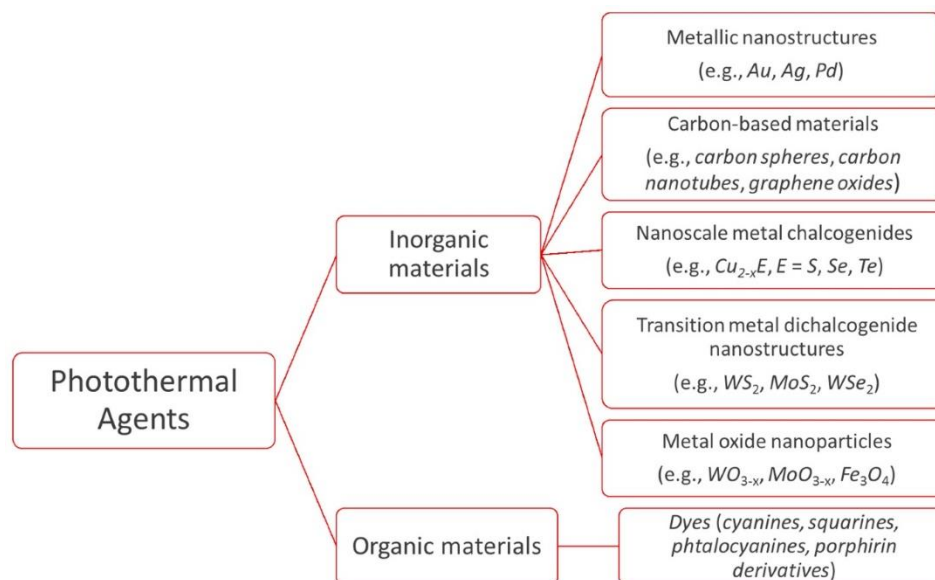 Metallic nanostructures
(e.g., Au, Ag, Pd)
Carbon-based materials
(e.g., carbon spheres, carbon
nanotubes, graphene oxides)
Inorganic
materials
Nanoscale metal chalcogenides
(e.g., Cu₂₋ₓE, E = S, Se, Te)
Transition metal dichalcogenide
nanostructures
(e.g., WS₂, MoS₂, WSe₂)
Photothermal
Agents
Metal oxide nanoparticles
(e.g., WO₃₋ₓ, MoO₃₋ₓ, Fe₃O₄)
Organic materials
Dyes (cyanines, squarines,
phtalocyanines, porphirin
derivatives)